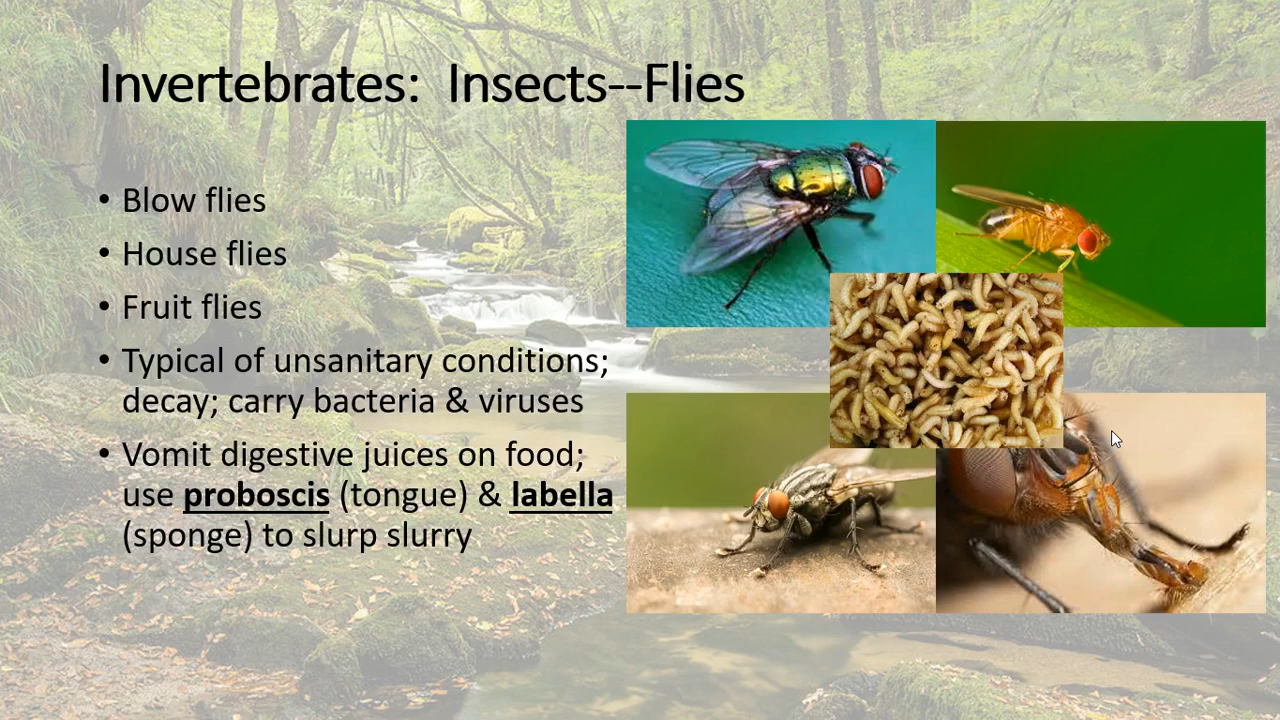 Invertebrates:  Insects--Flies
• Blow flies
• House flies
• Fruit flies
• Typical of unsanitary conditions;
decay; carry bacteria & viruses
• Vomit digestive juices on food;
use proboscis (tongue) & labella
(sponge) to slurp slurry